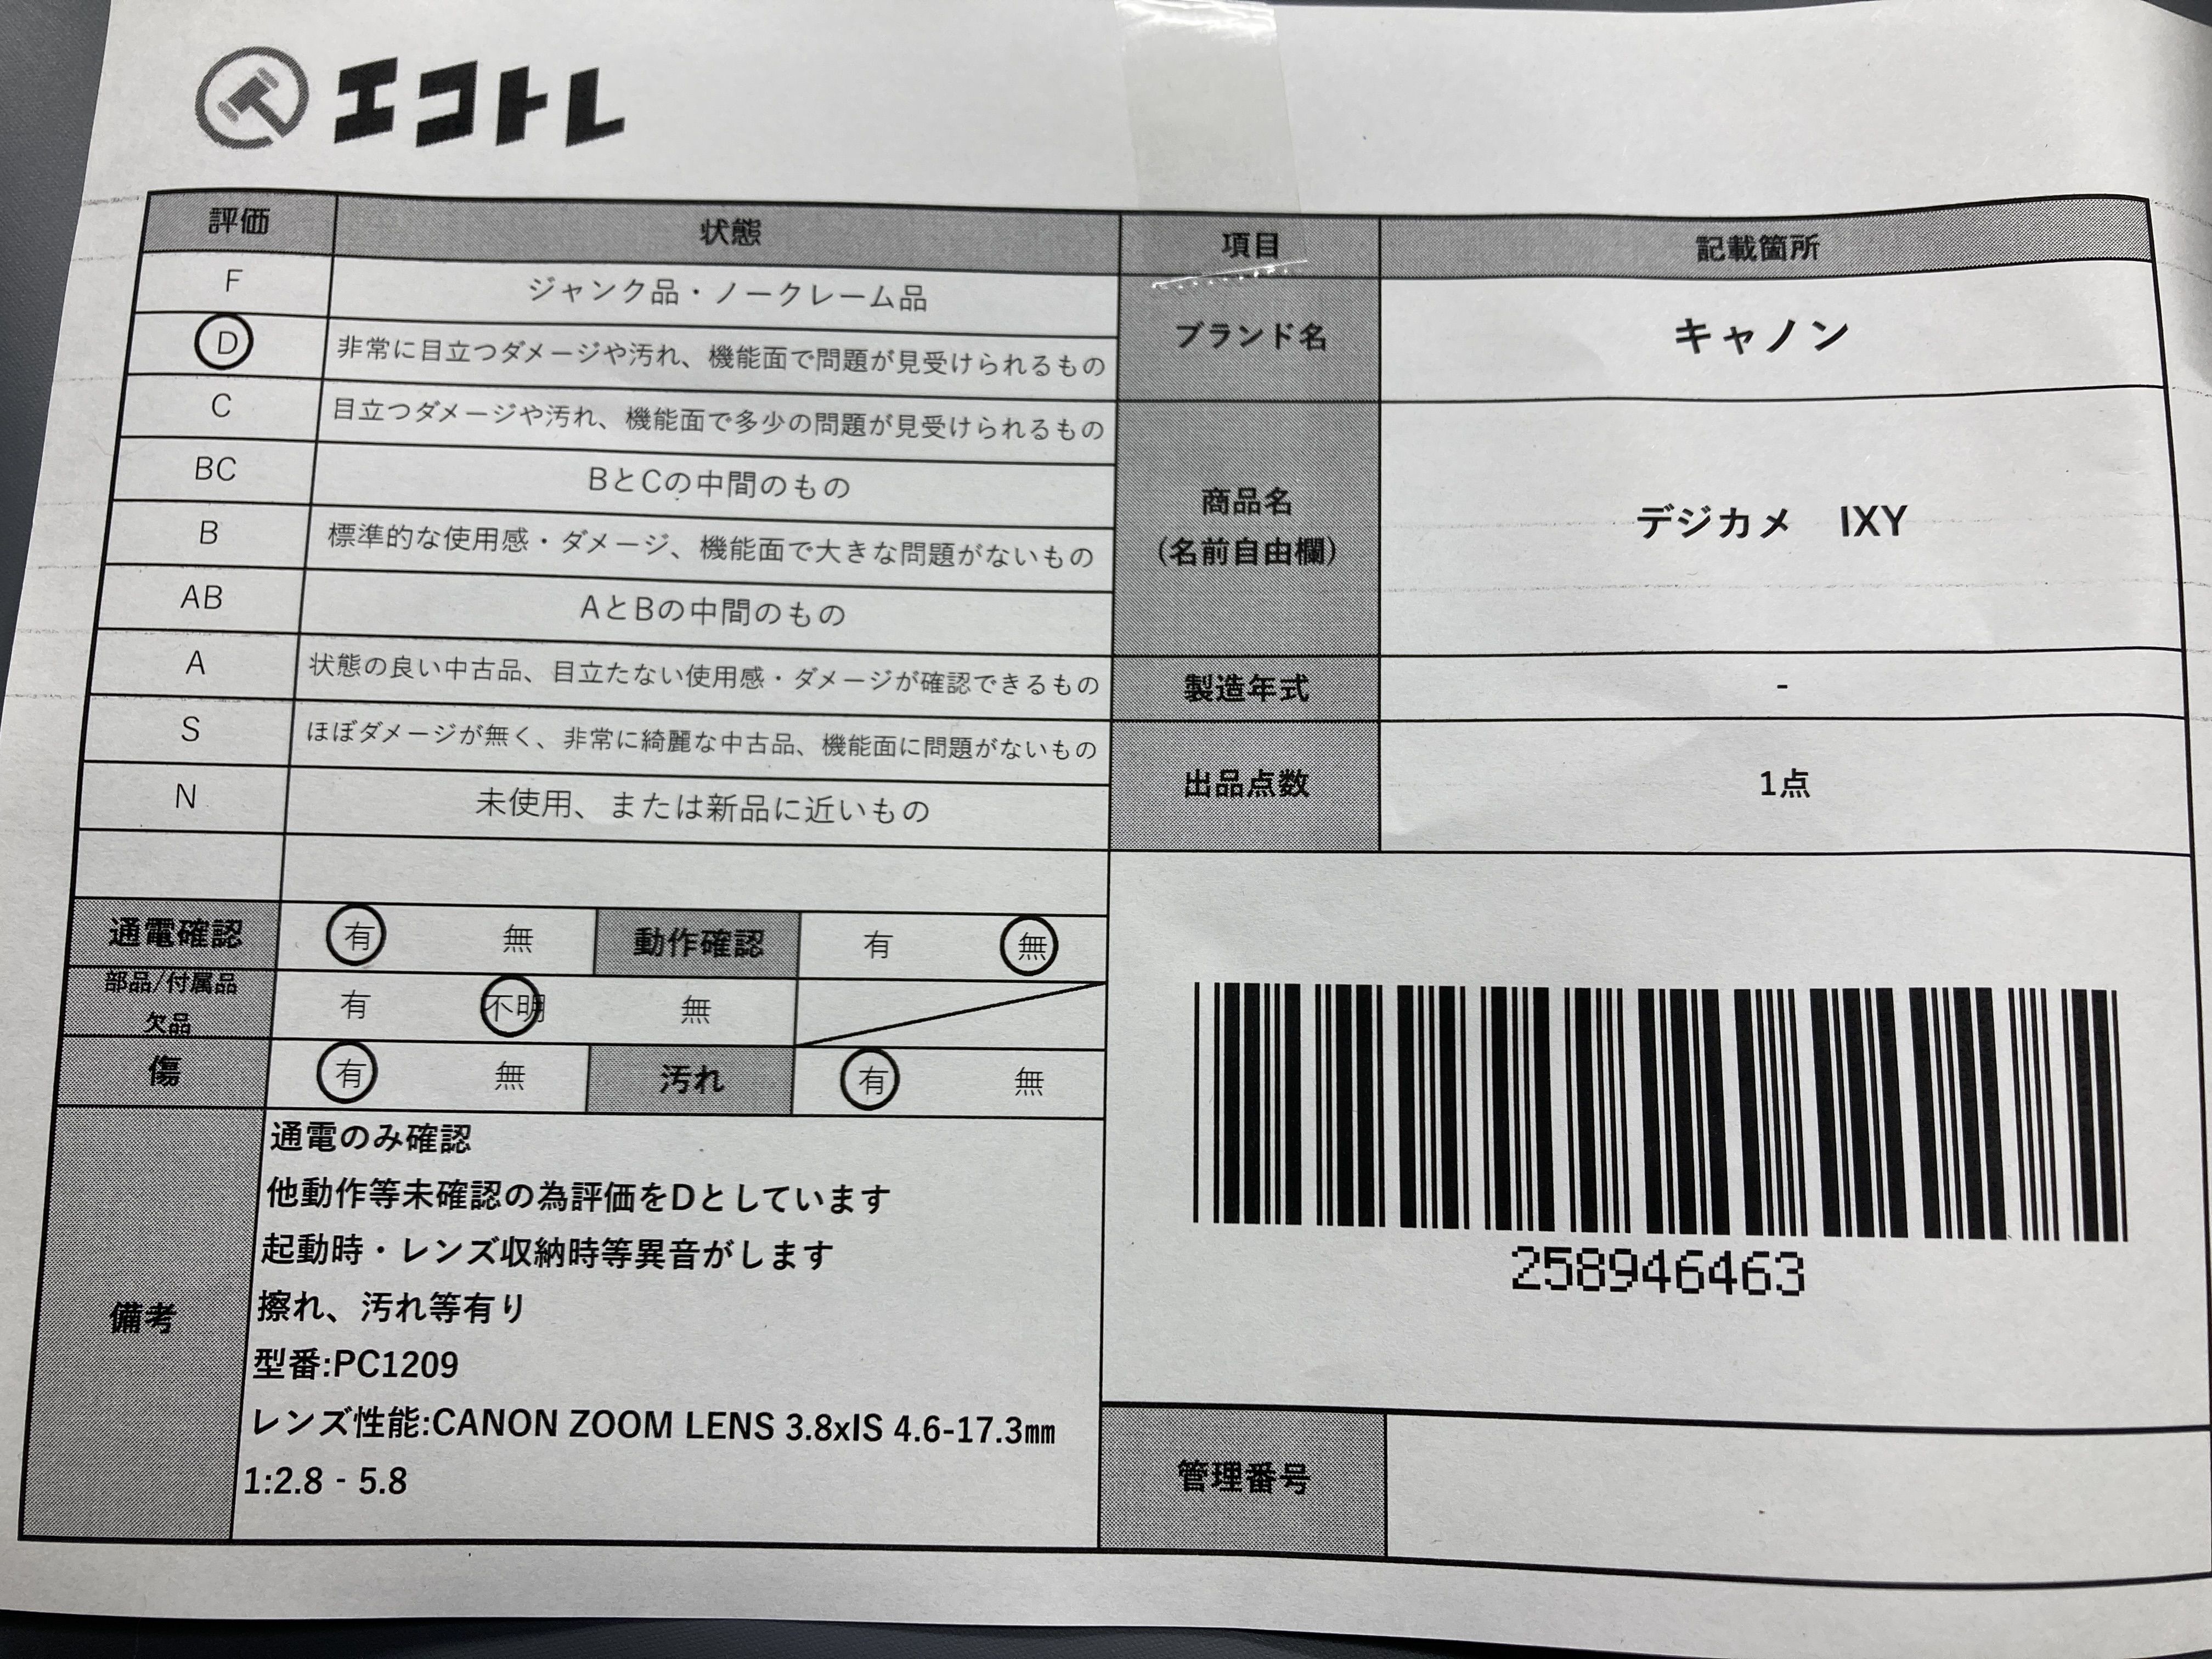 エコトレ
評価 状態
F ジャンク品・ノークレーム品
D 非常に目立つダメージや汚れ、機能面で問題が見受けられるもの
C 目立つダメージや汚れ、機能面で多少の問題が見受けられるもの
BC BとCの中間のもの
B 標準的な使用感・ダメージ、機能面で大きな問題がないもの
AB AとBの中間のもの
A 状態の良い中古品、目立たない使用感・ダメージが確認できるもの
S ほぼダメージが無く、非常に綺麗な中古品、機能面に問題がないもの
N 未使用、または新品に近いもの
通電確認 有 無 動作確認 有 無
部品/付属品
欠品 有 不明 無
傷 有 無 汚れ 有 無
備考
通電のみ確認
他動作等未確認の為評価をDとしています
起動時・レンズ収納時等異音がします
擦れ、汚れ等有り
型番:PC1209
レンズ性能:CANON ZOOM LENS 3.8xIS 4.6-17.3㎜
1:2.8 - 5.8
項目 記載箇所
ブランド名 キャノン
商品名
(名前自由欄) デジカメ　IXY
製造年式 -
出品点数 1点
258946463
管理番号